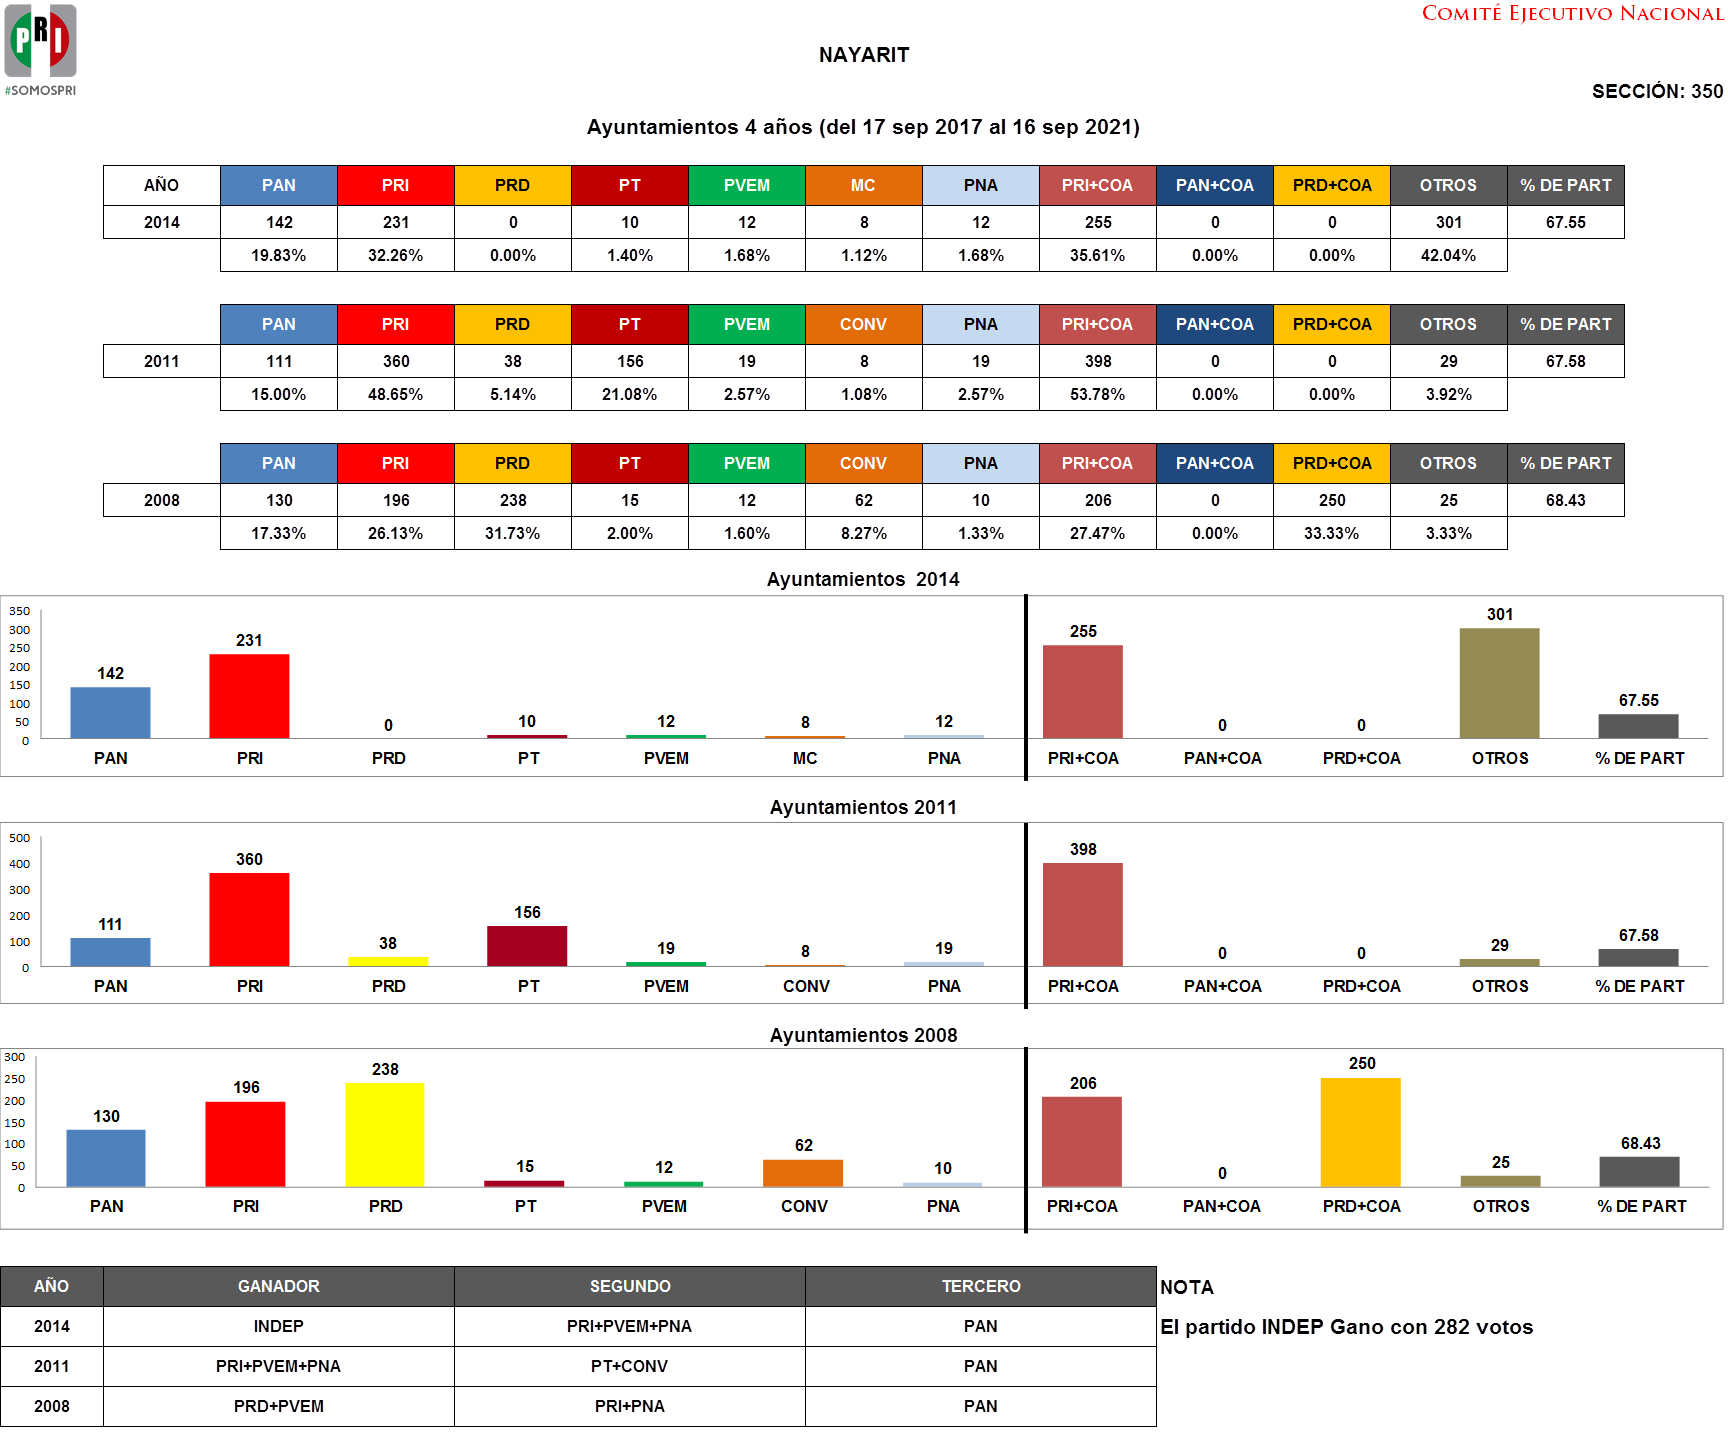 PRI
#SOMOSPRI
COMITÉ EJECUTIVO NACIONAL
NAYARIT
SECCIÓN: 350
Ayuntamientos 4 años (del 17 sep 2017 al 16 sep 2021)
AÑO PAN PRI PRD PT PVEM MC PNA PRI+COA PAN+COA PRD+COA OTROS % DE PART
2014 142 231 0 10 12 8 12 255 0 0 301 67.55
19.83% 32.26% 0.00% 1.40% 1.68% 1.12% 1.68% 35.61% 0.00% 0.00% 42.04%
PAN PRI PRD PT PVEM CONV PNA PRI+COA PAN+COA PRD+COA OTROS % DE PART
2011 111 360 38 156 19 8 19 398 0 0 29 67.58
15.00% 48.65% 5.14% 21.08% 2.57% 1.08% 2.57% 53.78% 0.00% 0.00% 3.92%
PAN PRI PRD PT PVEM CONV PNA PRI+COA PAN+COA PRD+COA OTROS % DE PART
2008 130 196 238 15 12 62 10 206 0 250 25 68.43
17.33% 26.13% 31.73% 2.00% 1.60% 8.27% 1.33% 27.47% 0.00% 33.33% 3.33%
Ayuntamientos 2014
350
300
250
200
150
100
50
0
142 231 0 10 12 8 12 255 0 0 301 67.55
PAN PRI PRD PT PVEM MC PNA PRI+COA PAN+COA PRD+COA OTROS % DE PART
Ayuntamientos 2011
500
400
300
200
100
0
111 360 38 156 19 8 19 398 0 0 29 67.58
PAN PRI PRD PT PVEM CONV PNA PRI+COA PAN+COA PRD+COA OTROS % DE PART
Ayuntamientos 2008
300
250
200
150
100
50
0
130 196 238 15 12 62 10 206 0 250 25 68.43
PAN PRI PRD PT PVEM CONV PNA PRI+COA PAN+COA PRD+COA OTROS % DE PART
AÑO GANADOR SEGUNDO TERCERO NOTA
2014 INDEP PRI+PVEM+PNA PAN El partido INDEP Gano con 282 votos
2011 PRI+PVEM+PNA PT+CONV PAN
2008 PRD+PVEM PRI+PNA PAN